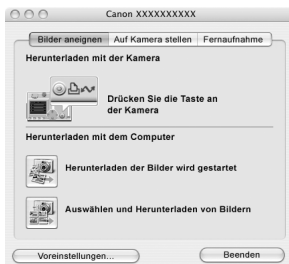 Canon XXXXXXXXXX
Bilder aneignen Auf Kamera stellen Fernaufnahme
Herunterladen mit der Kamera
Drücken Sie die Taste an
der Kamera
Herunterladen mit dem Computer
Herunterladen der Bilder wird gestartet
Auswählen und Herunterladen von Bildern
Voreinstellungen... Beenden